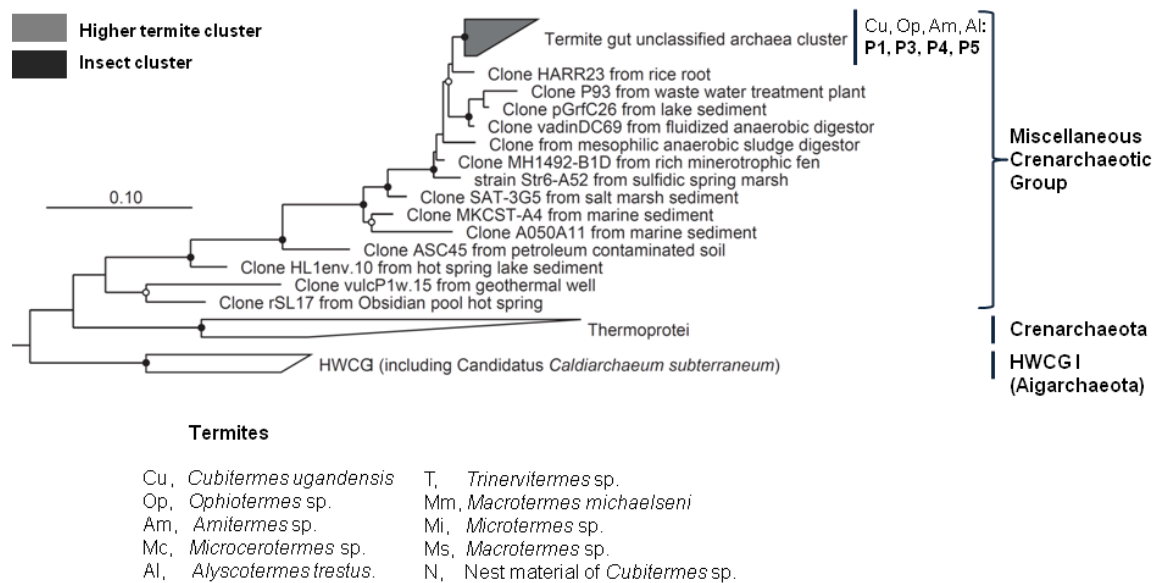 Higher termite cluster
Insect cluster
Termite gut unclassified archaea cluster
Cu, Op, Am, Al:
P1, P3, P4, P5
Clone HARR23 from rice root
Clone P93 from waste water treatment plant
Clone pGrfC26 from lake sediment
Clone vadinDC69 from fluidized anaerobic digestor
Clone from mesophilic anaerobic sludge digestor
Clone MH1492-B1D from rich minerotrophic fen
strain Str6-A52 from sulfidic spring marsh
Clone SAT-3G5 from salt marsh sediment
Clone MKCST-A4 from marine sediment
Clone A050A11 from marine sediment
Clone ASC45 from petroleum contaminated soil
Clone HL1env.10 from hot spring lake sediment
Clone vulcP1w.15 from geothermal well
Clone rSL17 from Obsidian pool hot spring
Miscellaneous
Crenarchaeotic
Group
0.10
Thermoprotei
Crenarchaeota
HWCGI (including Candidatus Caldiarchaeum subterraneum)
HWCG I
(Aigarchaeota)
Termites
Cu, Cubitermes ugandensis
Op, Ophiotermes sp.
Am, Amitermes sp.
Mc, Microcerotermes sp.
Al, Alyscotermes trestus.
T, Trinervitermes sp.
Mm, Macrotermes michaelseni
Mi, Microtermes sp.
Ms, Macrotermes sp.
N, Nest material of Cubitermes sp.